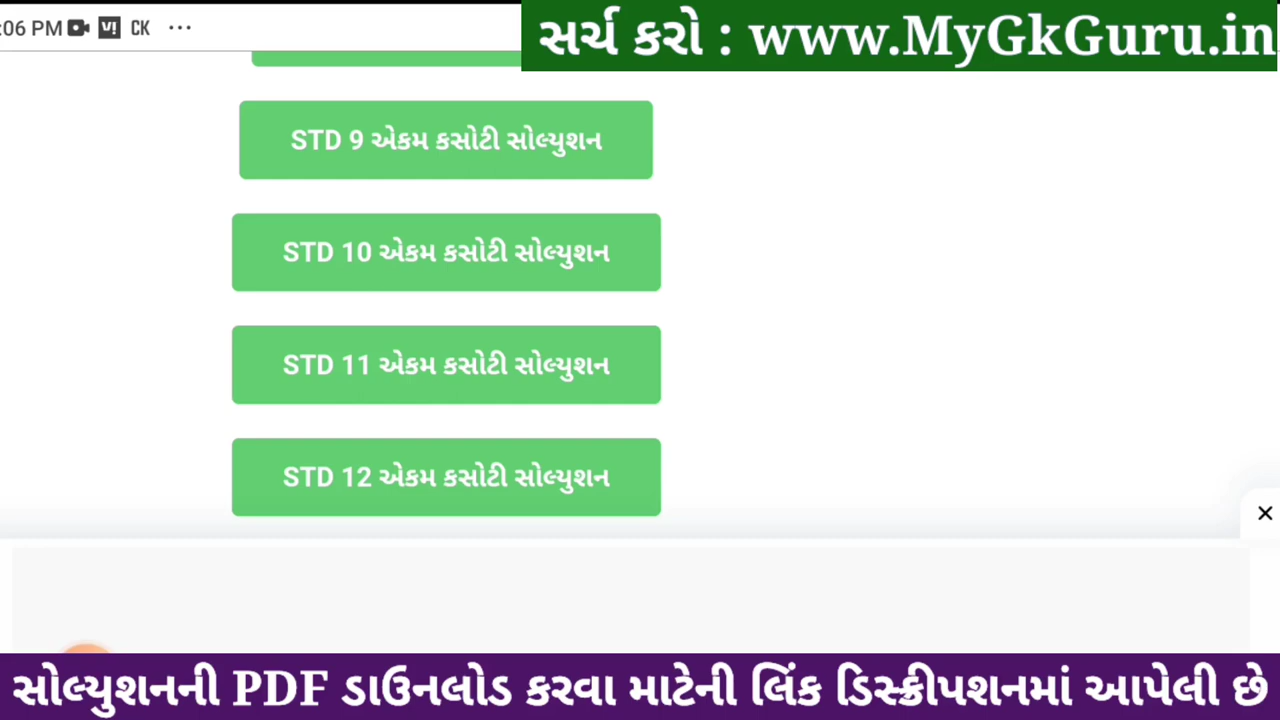 :06 PM V! CK ...
સર્ચ કરો : www.MyGkGuru.in
STD 9 એકમ કસોટી સોલ્યુશન
STD 10 એકમ કસોટી સોલ્યુશન
STD 11 એકમ કસોટી સોલ્યુશન
STD 12 એકમ કસોટી સોલ્યુશન
સોલ્યુશનની PDF ડાઉનલોડ કરવા માટેની લિંક ડિસ્ક્રીપશનમાં આપેલી છે